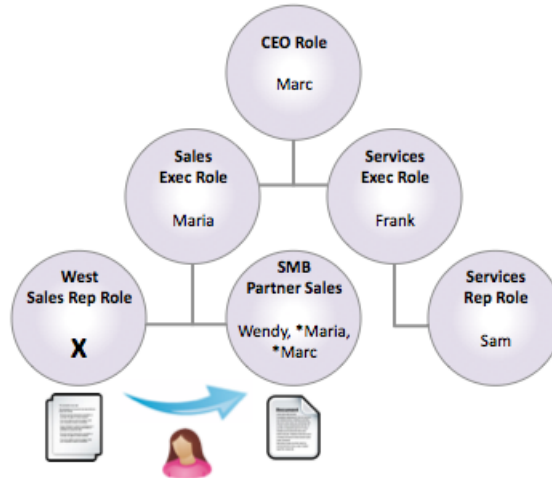 CEO Role
Marc
Sales
Exec Role
Maria
Services
Exec Role
Frank
West
Sales Rep Role
X
SMB
Partner Sales
Wendy, *Maria,
*Marc
Services
Rep Role
Sam
Document